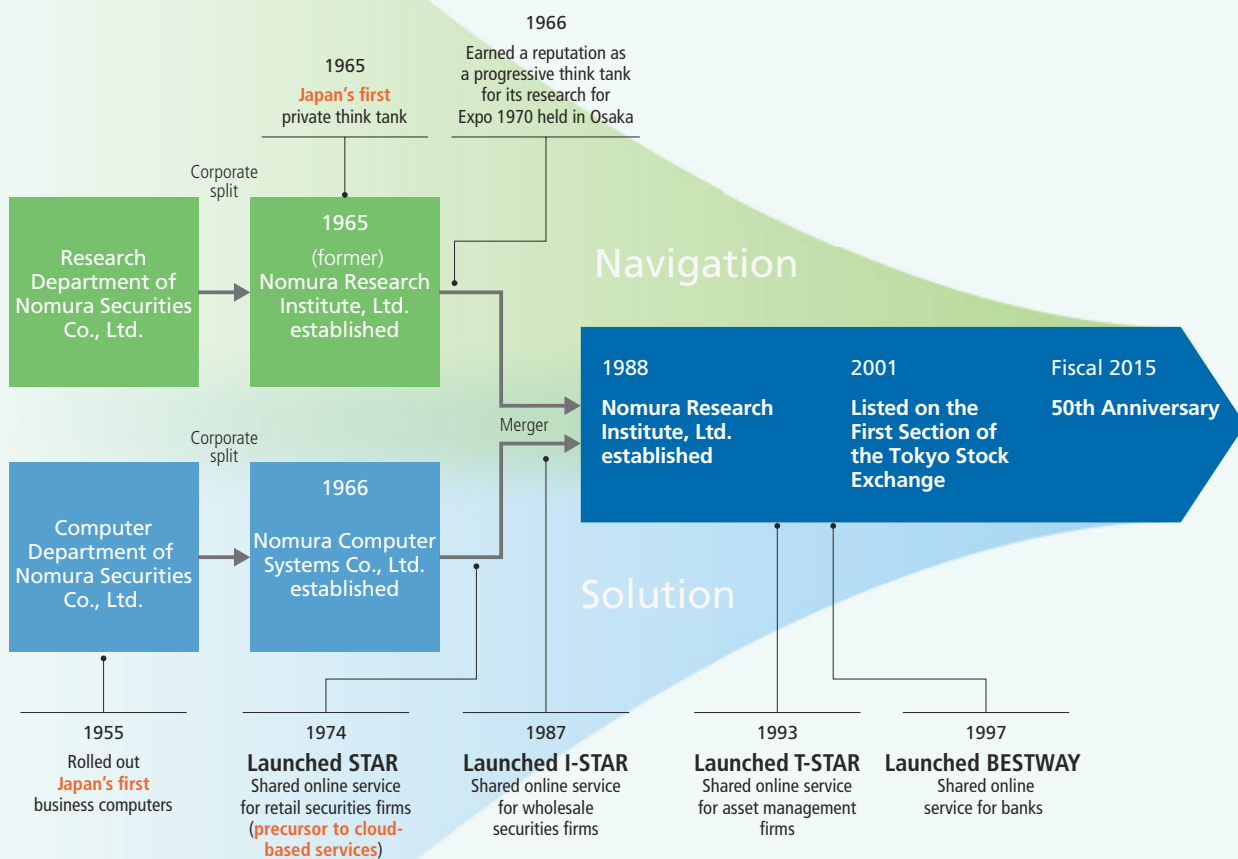 1966
Earned a reputation as
a progressive think tank
for its research for
Expo 1970 held in Osaka
1965
Japan's first
private think tank
Corporate
split
Research
Department of
Nomura Securities
Co., Ltd.
1965
(former)
Nomura Research
Institute, Ltd.
established
Navigation
1988
Nomura Research
Institute, Ltd.
established
2001
Listed on the
First Section of
the Tokyo Stock
Exchange
Fiscal 2015
50th Anniversary
Merger
Corporate
split
Computer
Department of
Nomura Securities
Co., Ltd.
1966
Nomura Computer
Systems Co., Ltd.
established
Solution
1955
Rolled out
Japan's first
business computers
1974
Launched STAR
Shared online service
for retail securities firms
(precursor to cloud-
based services)
1987
Launched I-STAR
Shared online service
for wholesale
securities firms
1993
Launched T-STAR
Shared online service
for asset management
firms
1997
Launched BESTWAY
Shared online
service for banks